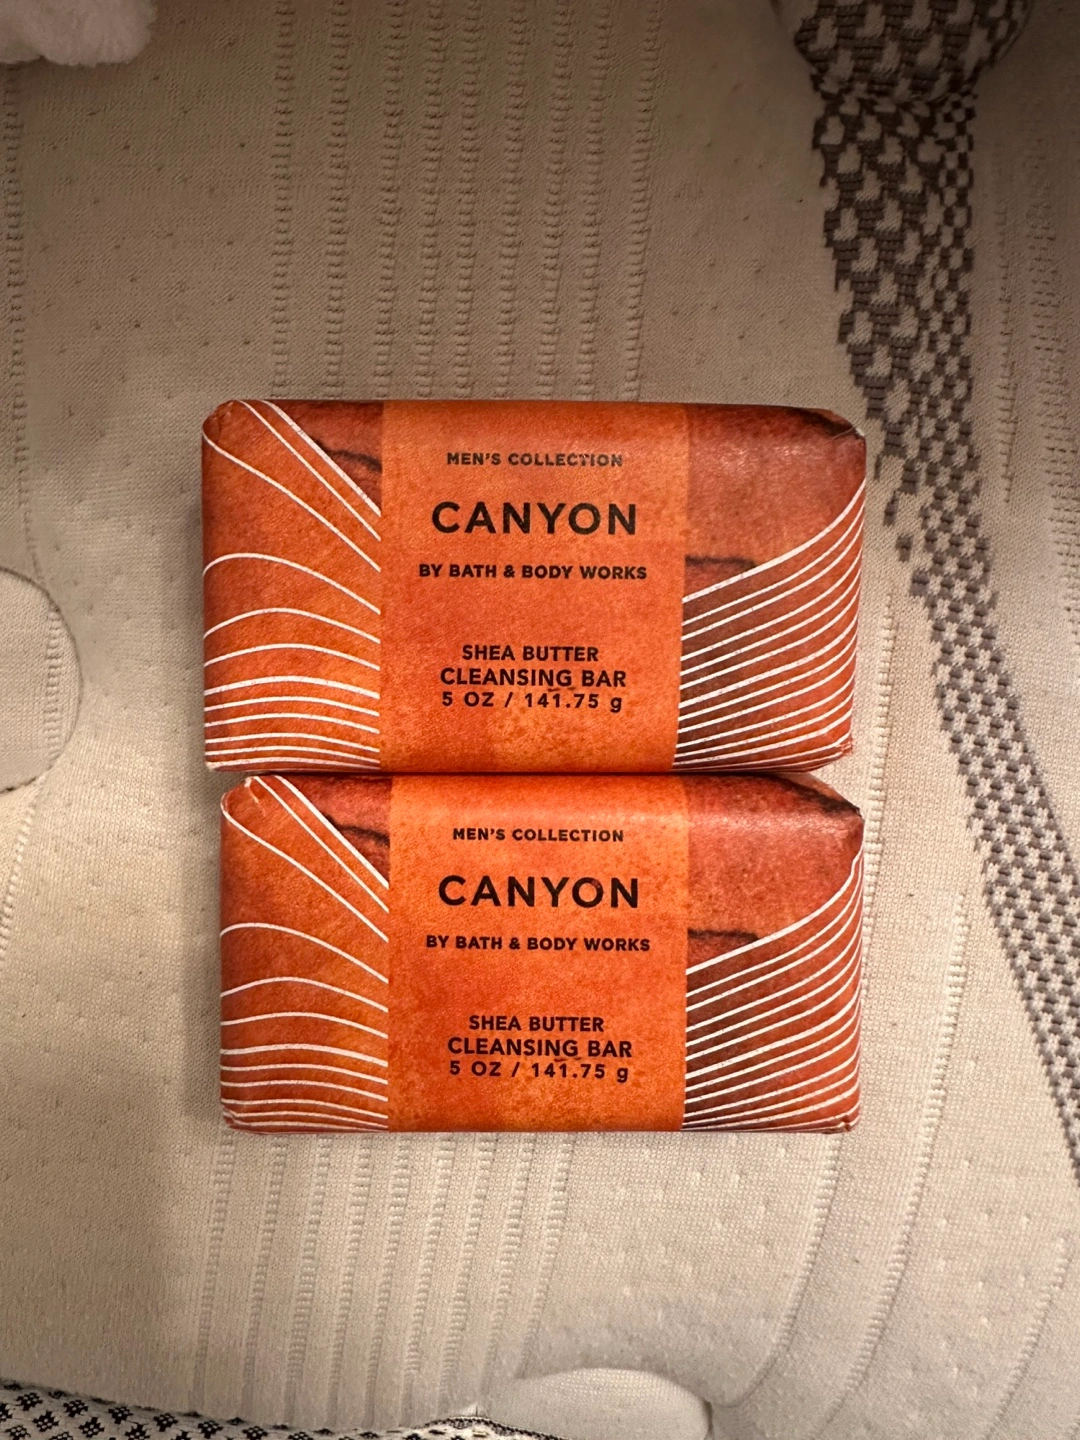 MEN'S COLLECTION
CANYON
BY BATH & BODY WORKS
SHEA BUTTER
CLEANSING BAR
5 OZ / 141.75 g
MEN'S COLLECTION
CANYON
BY BATH & BODY WORKS
SHEA BUTTER
CLEANSING BAR
5 OZ / 141.75 g